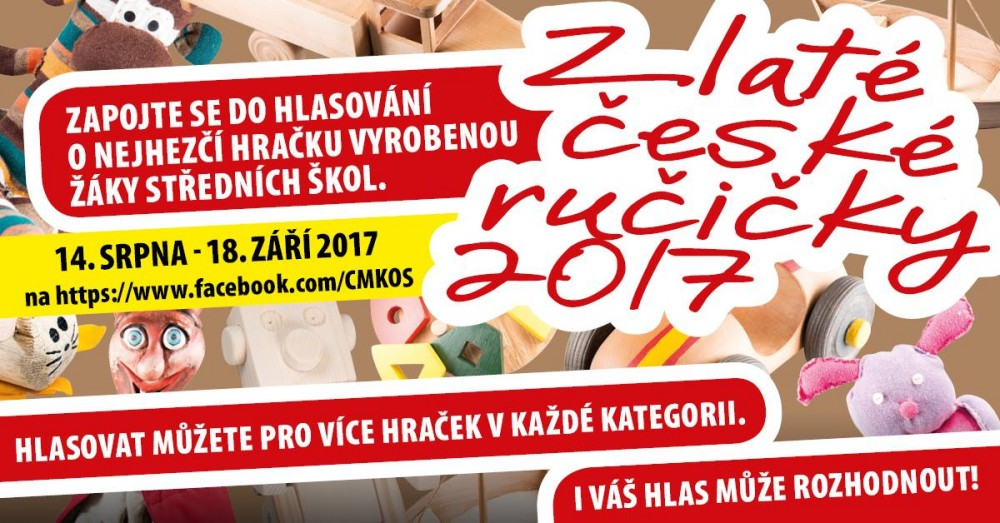 ZAPOJTE SE DO HLASOVÁNÍ
O NEJHEZČÍ HRAČKU VYROBENOU
ŽÁKY STŘEDNÍCH ŠKOL.
Zlaté
české
ručičky
2017
14. SRPNA - 18. ZÁŘÍ 2017
na https://www.facebook.com/CMKOS
HLASOVAT MŮŽETE PRO VÍCE HRAČEK V KAŽDÉ KATEGORII.
I VÁŠ HLAS MŮŽE ROZHODNOUT!